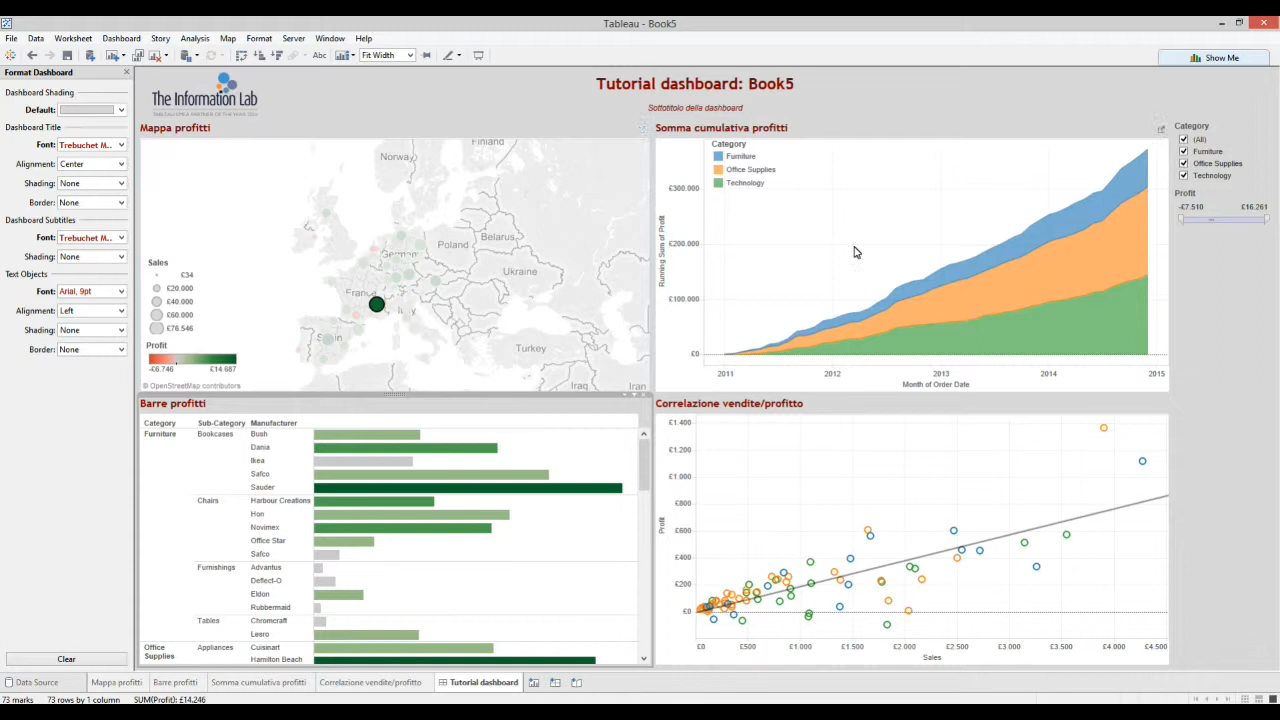 Tableau - Book5
File Data Worksheet Dashboard Story Analysis Map Format Server Window Help
Abc Fit Width Show Me
Format Dashboard
Dashboard Shading
Default:
Dashboard Title
Font: Trebuchet M..
Alignment: Center
Shading: None
Border: None
Dashboard Subtitles
Font: Trebuchet M..
Shading: None
Text Objects
Font: Arial, 9pt
Alignment: Left
Shading: None
Border: None
Clear
The Information Lab
Tutorial dashboard: Book5
Sottotitolo della dashboard
Mappa profitti
Finland
Norway
Poland
Belarus
Germany
Ukraine
France
Italy
Spain
Turkey
Iraq
Iran
Sales
£34
£20.000
£40.000
£60.000
£76.546
Profit
-£6.746 £14.687
© OpenStreetMap contributors
Somma cumulativa profitti
Category
Furniture
Office Supplies
Technology
Running Sum of Profit
£300.000
£200.000
£100.000
£0
2011 2012 2013 2014 2015
Month of Order Date
Category
(All)
Furniture
Office Supplies
Technology
Profit
-£7.510 £16.261
Barre profitti
Category Sub-Category Manufacturer
Furniture Bookcases Bush
Dania
Ikea
Safco
Sauder
Chairs Harbour Creations
Hon
Novimex
Office Star
Safco
Furnishings Advantus
Deflect-O
Eldon
Rubbermaid
Tables Chromcraft
Lesro
Office Supplies Appliances Cuisinart
Hamilton Beach
Correlazione vendite/profitto
Profit
£1.400
£1.200
£1.000
£800
£600
£400
£200
£0
£0 £500 £1.000 £1.500 £2.000 £2.500 £3.000 £3.500 £4.000 £4.500
Sales
Data Source Mappa profitti Barre profitti Somma cumulativa profitti Correlazione vendite/profitto Tutorial dashboard
73 marks 73 rows by 1 column SUM(Profit): £14.246